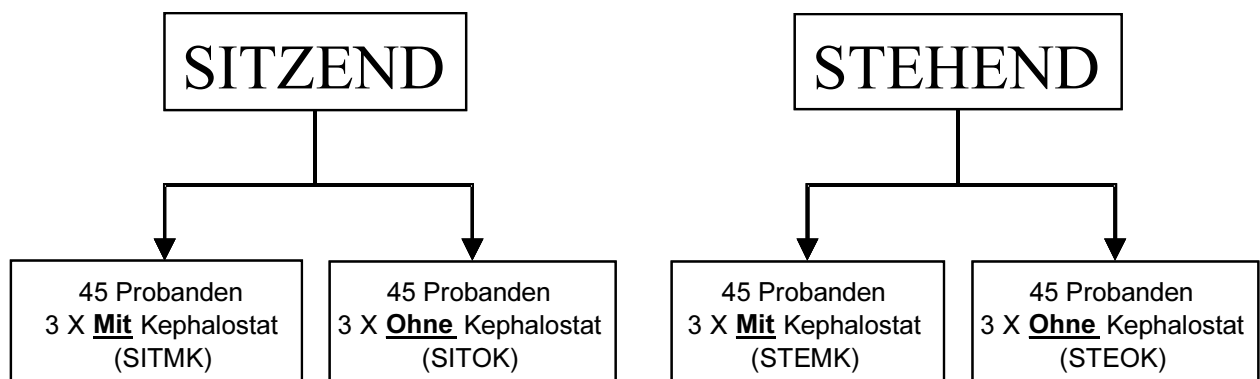 SITZEND
STEHEND
45 Probanden
3 X Mit Kephalostat
(SITMK)
45 Probanden
3 X Ohne Kephalostat
(SITOK)
45 Probanden
3 X Mit Kephalostat
(STEMK)
45 Probanden
3 X Ohne Kephalostat
(STEOK)